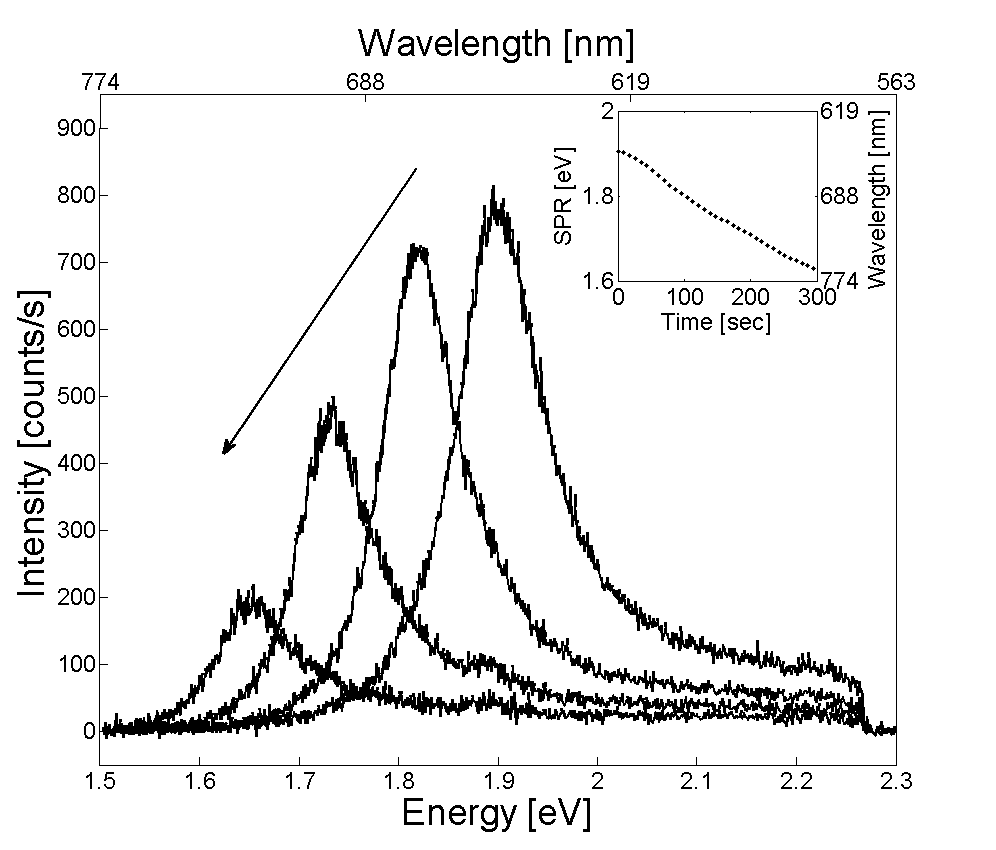 Wavelength [nm]
774 688 619 563
Intensity [counts/s]
900
800
700
600
500
400
300
200
100
0
1.5 1.6 1.7 1.8 1.9 2 2.1 2.2 2.3
Energy [eV]
SPR [eV]
2
1.8
1.6
619
688
774
Wavelength [nm]
0 100 200 300
Time [sec]